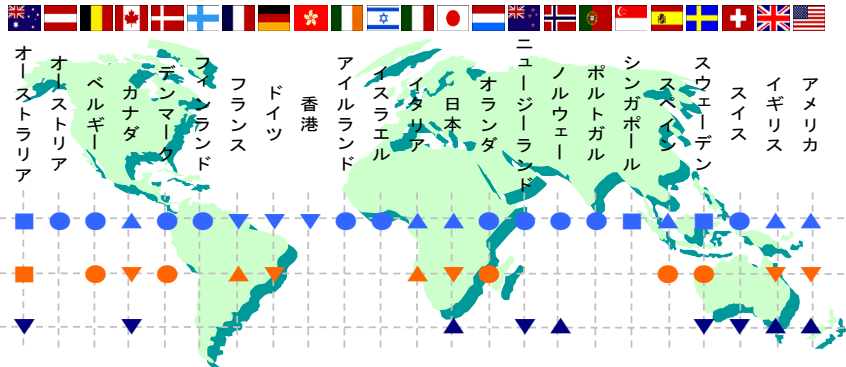 オーストラリア
オーストリア
ベルギー
カナダ
デンマーク
フィンランド
フランス
ドイツ
香港
アイルランド
イスラエル
イタリア
日本
オランダ
ニュージーランド
ノルウェー
ポルトガル
シンガポール
スペイン
スウェーデン
スイス
イギリス
アメリカ